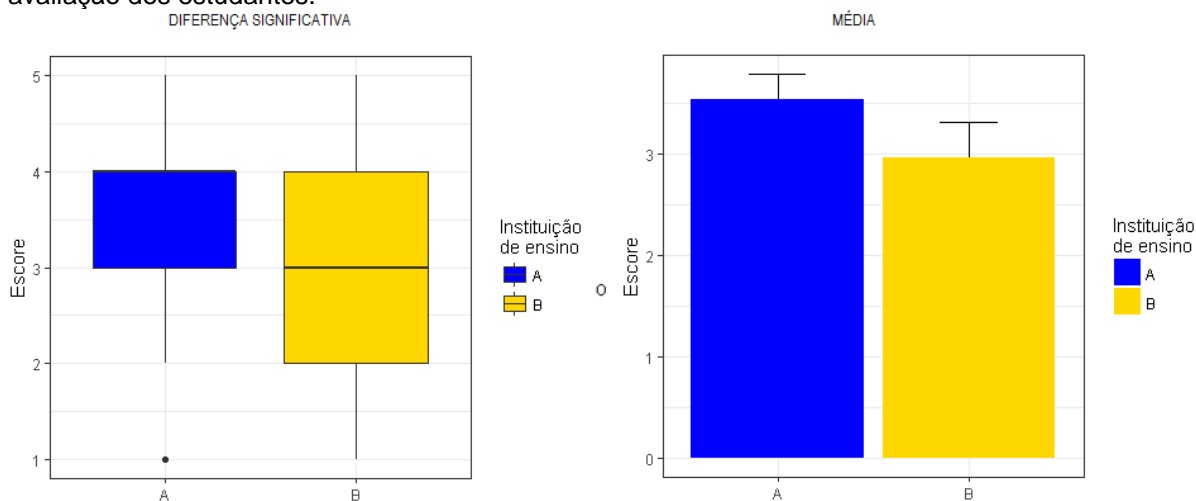 avaliação dos estudantes.
DIFERENÇA SIGNIFICATIVA
5
4
3
2
1
Escore
A
B
Instituição
de ensino
A
B
o
MÉDIA
3
2
1
0
Escore
A
B
Instituição
de ensino
A
B